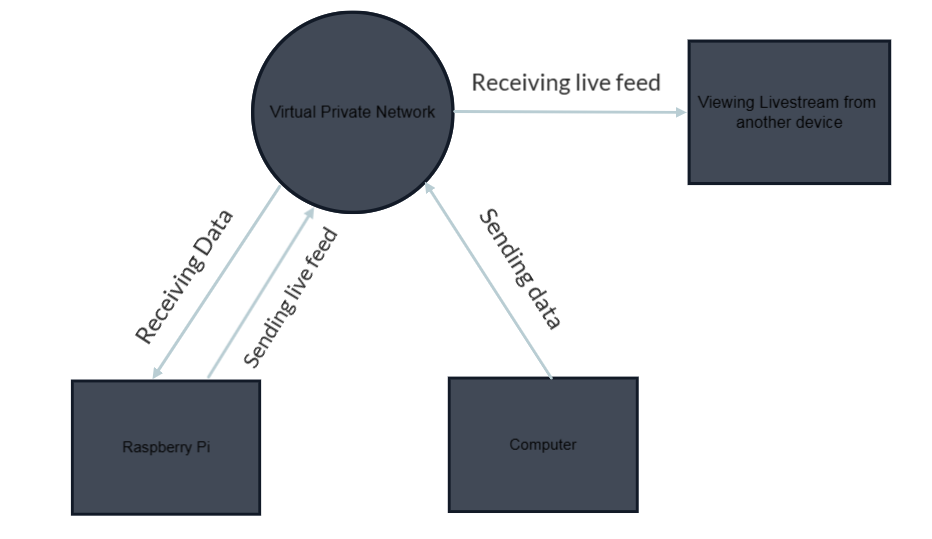 Virtual Private Network
Receiving live feed
Viewing Livestream from
another device
Receiving Data
Sending live feed
Sending data
Raspberry Pi
Computer